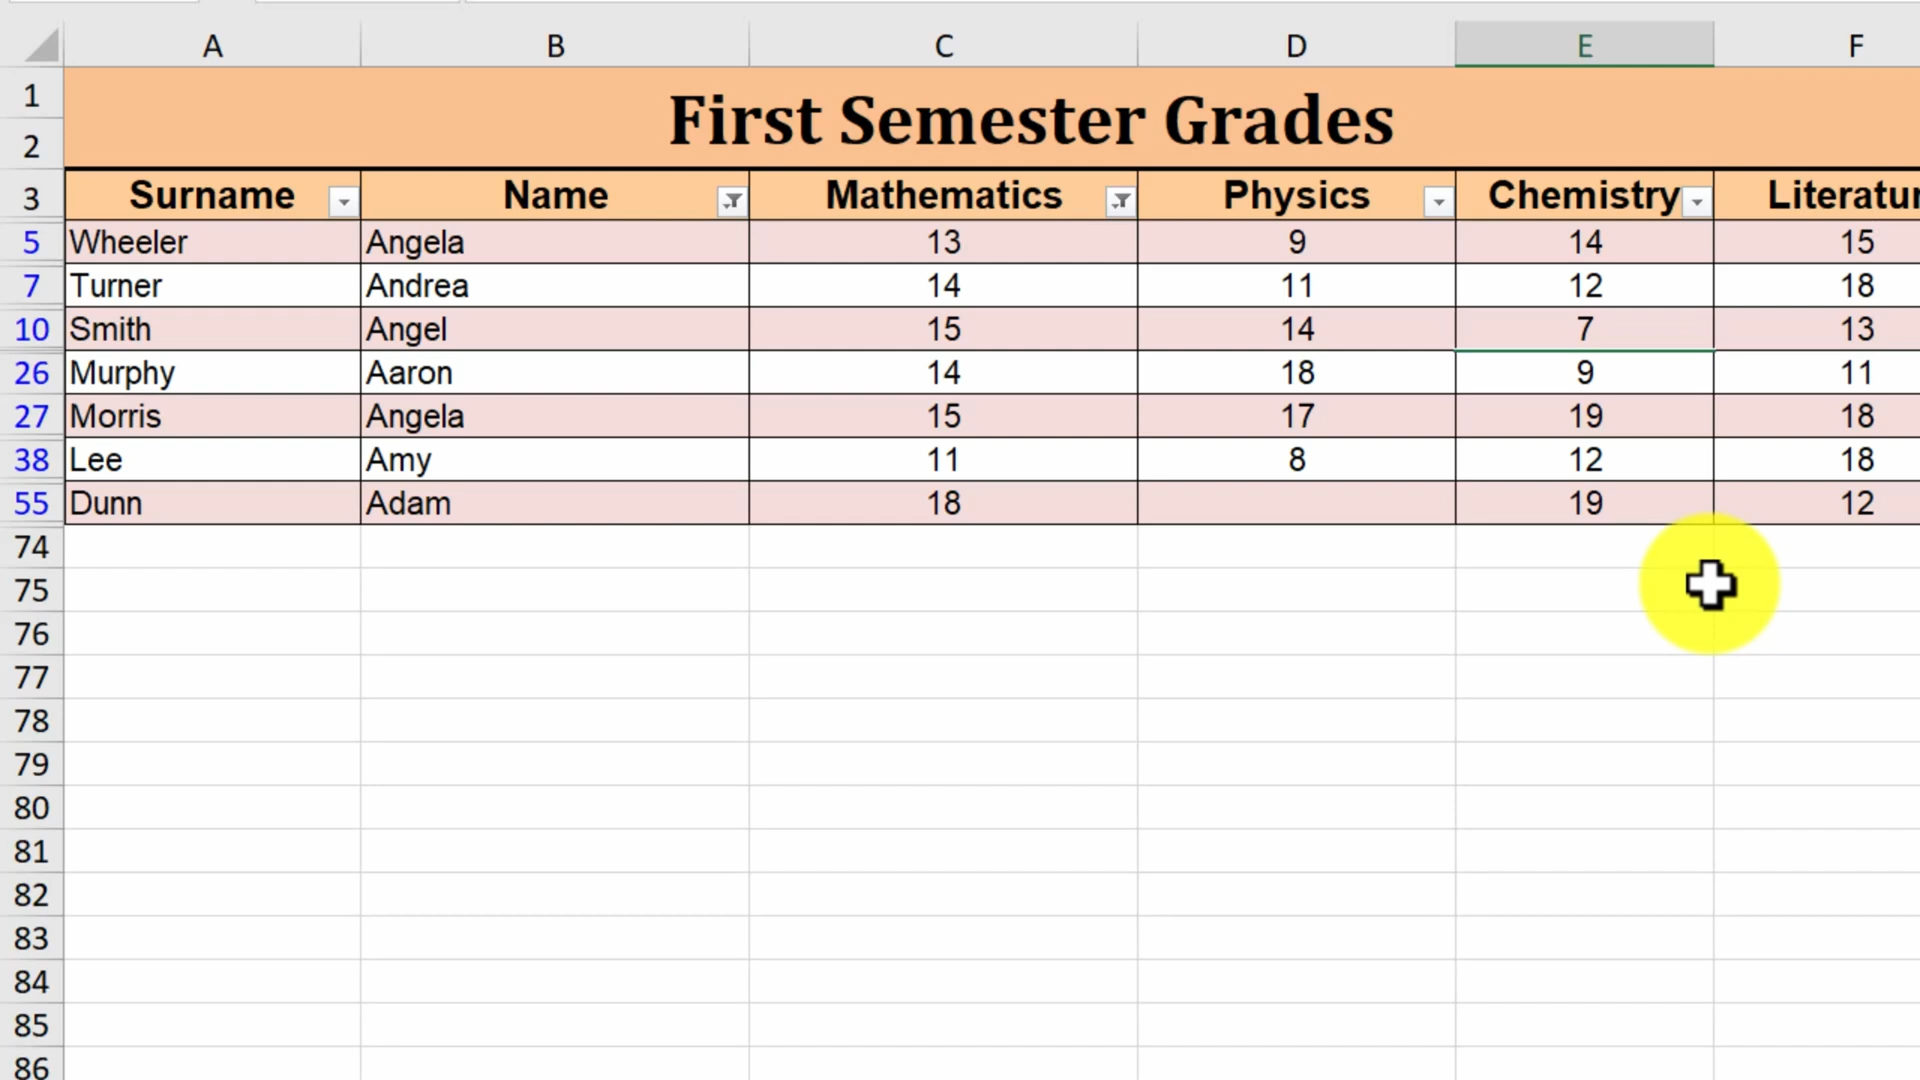 A B C D E F
1 First Semester Grades
2
3 Surname Name Mathematics Physics Chemistry Literatur
5 Wheeler Angela 13 9 14 15
7 Turner Andrea 14 11 12 18
10 Smith Angel 15 14 7 13
26 Murphy Aaron 14 18 9 11
27 Morris Angela 15 17 19 18
38 Lee Amy 11 8 12 18
55 Dunn Adam 18 19 12
74
75
76
77
78
79
80
81
82
83
84
85
86